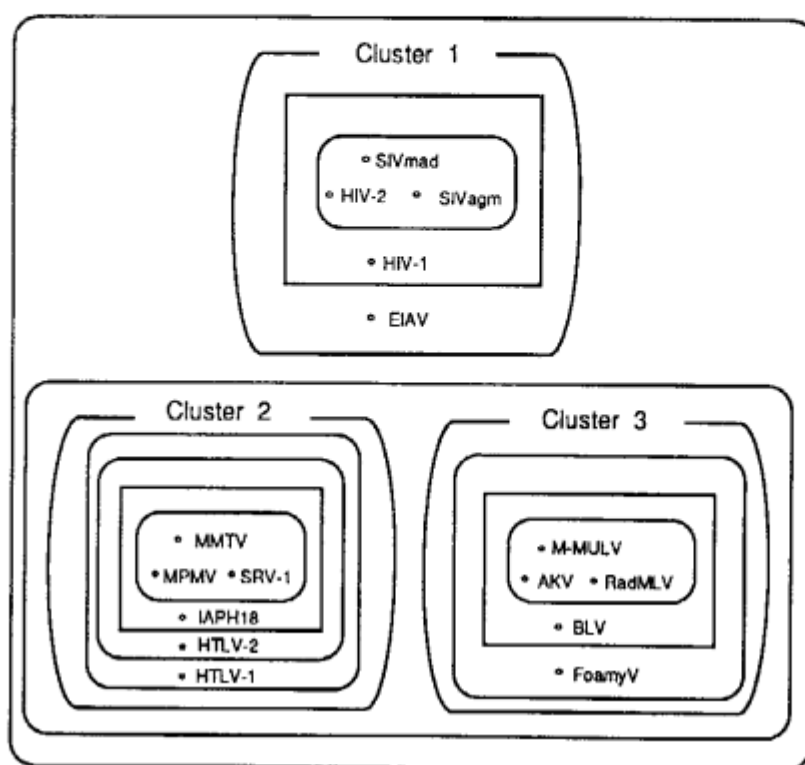 Cluster 1
SIVmad
HIV-2 SIVagm
HIV-1
EIAV
Cluster 2
MMTV
MPMV SRV-1
IAPH18
HTLV-2
HTLV-1
Cluster 3
M-MULV
AKV RadMLV
BLV
FoamyV